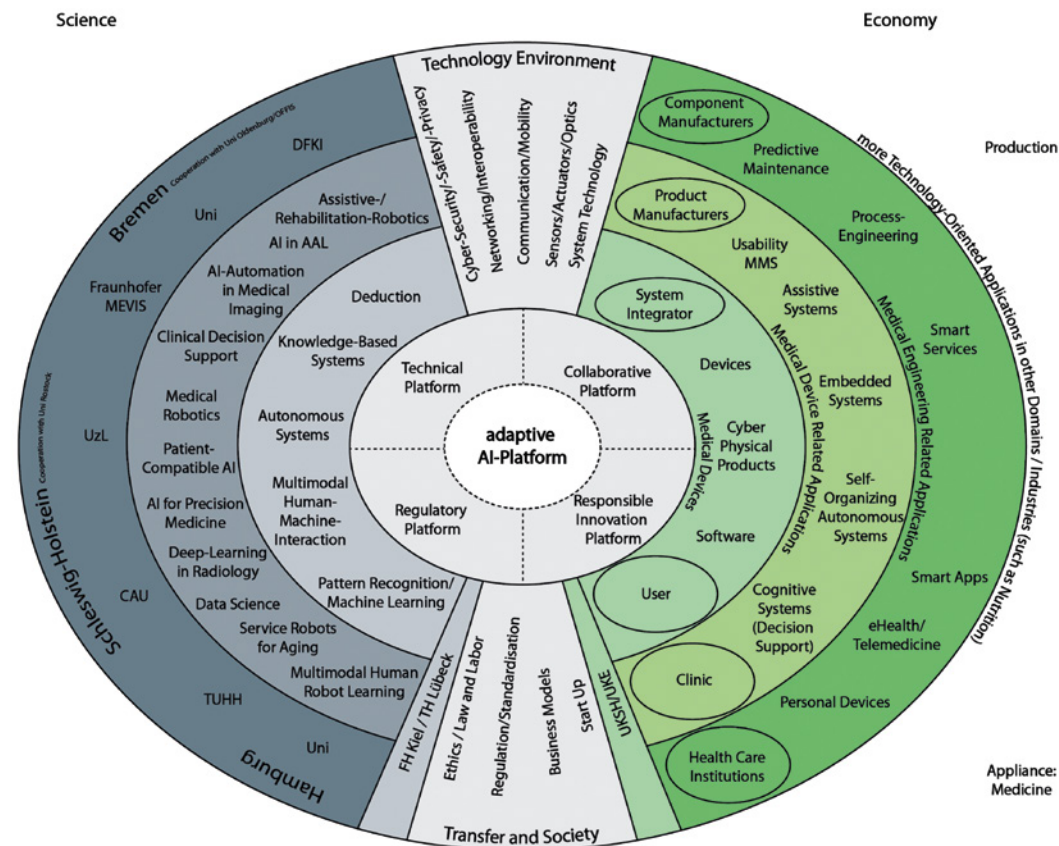 Science
Economy
Technology Environment
Cyber-Security/-Safety/-Privacy
Networking/Interoperability
Communication/Mobility
Sensors/Actuators/Optics
System Technology
Bremen
Cooperation with Uni Oldenburg/OFFIS
Schleswig-Holstein
Cooperation with Uni Rostock
Hamburg
DFKI
Uni
Fraunhofer
MEVIS
UzL
CAU
TUHH
Uni
Assistive-/
Rehabilitation-Robotics
AI in AAL
AI-Automation
in Medical
Imaging
Clinical Decision
Support
Medical
Robotics
Patient-
Compatible AI
AI for Precision
Medicine
Deep-Learning
in Radiology
Data Science
Service Robots
for Aging
Multimodal Human
Robot Learning
Deduction
Knowledge-Based
Systems
Autonomous
Systems
Multimodal
Human-
Machine-
Interaction
Pattern Recognition/
Machine Learning
FH Kiel / TH Lübeck
Technical
Platform
Collaborative
Platform
adaptive
AI-Platform
Regulatory
Platform
Responsible
Innovation
Platform
System
Integrator
Devices
Cyber
Physical
Products
Software
User
Medical Devices
Product
Manufacturers
Usability
MMS
Assistive
Systems
Embedded
Systems
Self-
Organizing
Autonomous
Systems
Cognitive
Systems
(Decision
Support)
Clinic
Medical Device Related Applications
Component
Manufacturers
Predictive
Maintenance
Process-
Engineering
Smart
Services
Smart Apps
eHealth/
Telemedicine
Personal Devices
Health Care
Institutions
Medical Engineering Related Applications
more Technology-Oriented Applications in other Domains / Industries (such as Nutrition)
Production
Appliance:
Medicine
UKSH/UKE
Ethics / Law and Labor
Regulation/Standardisation
Business Models
Start Up
Transfer and Society